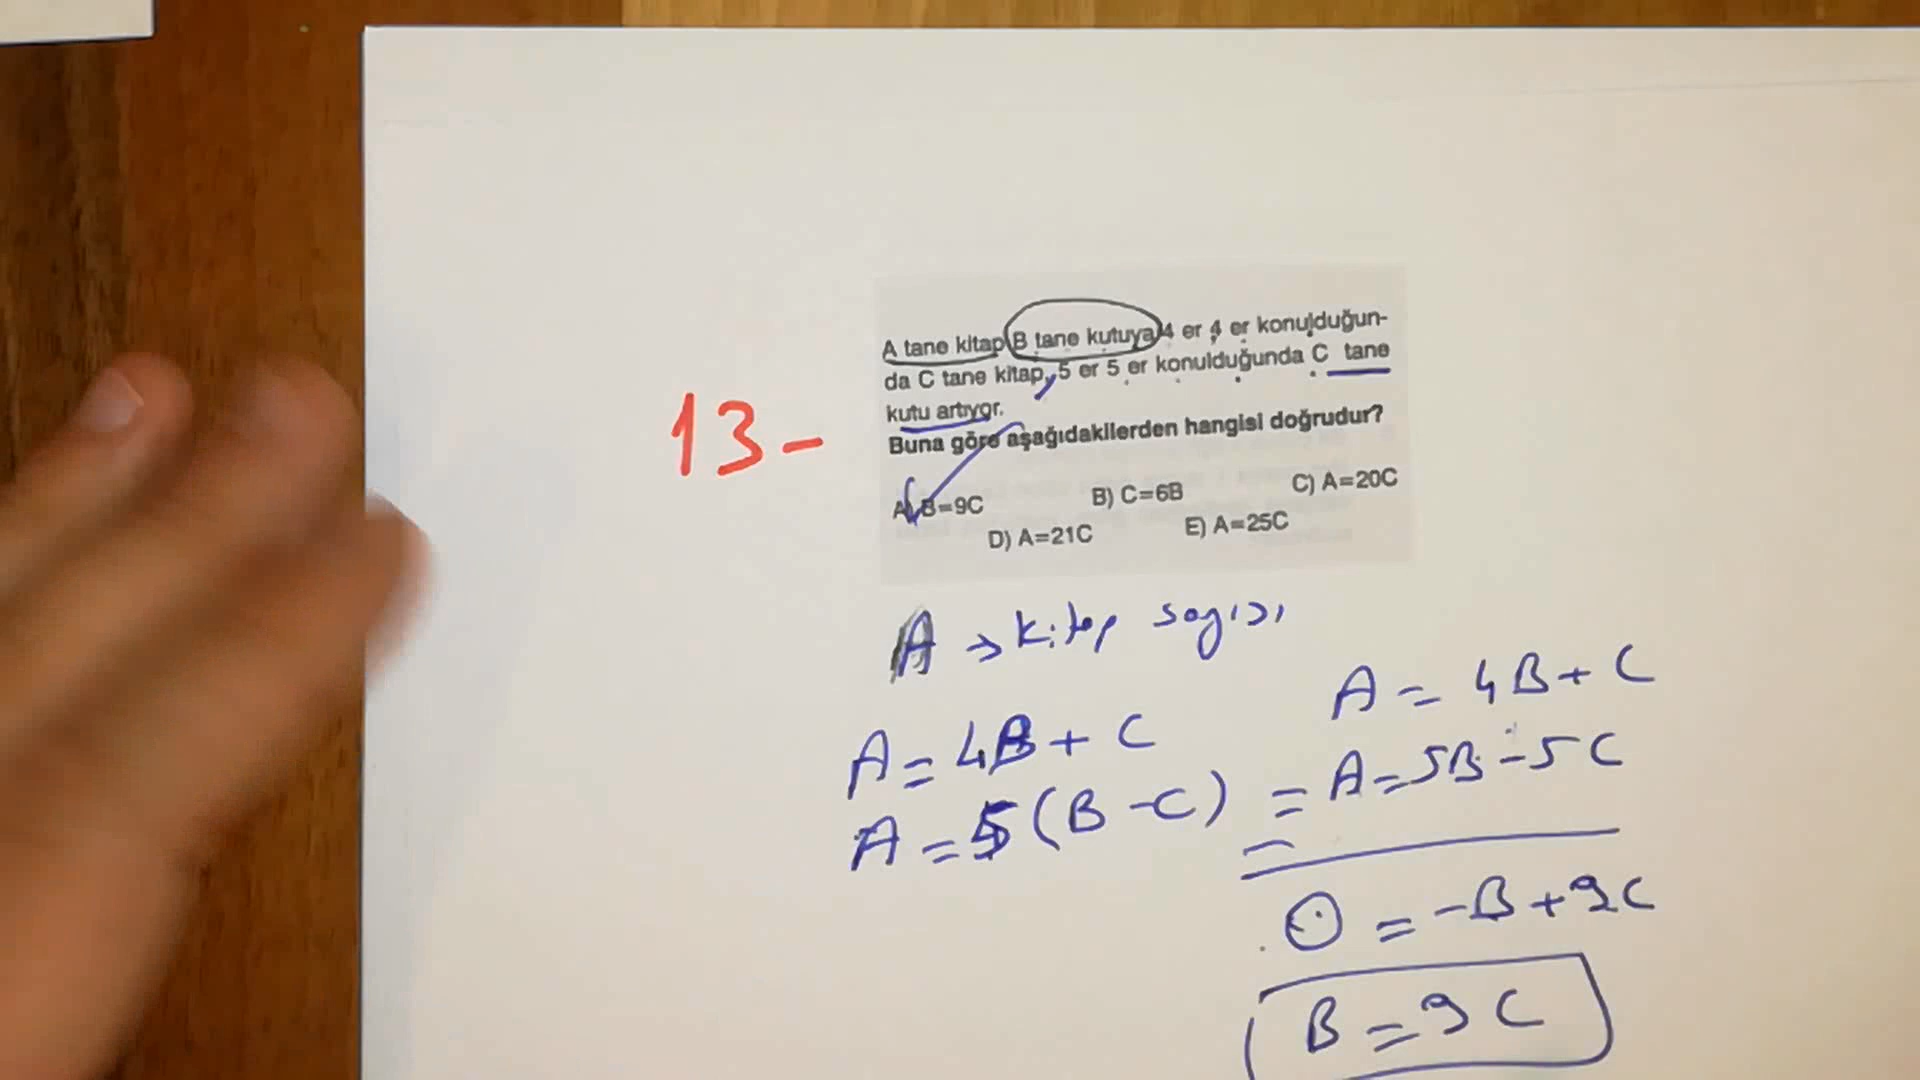 13-
A tane kitap B tane kutuya 4 er 4 er konulduğun-
da C tane kitap, 5 er 5 er konulduğunda C tane
kutu artıyor.
Buna göre aşağıdakilerden hangisi doğrudur?
A) B=9C B) C=6B C) A=20C
D) A=21C E) A=25C
A → kitap sayısı
A = 4B + C
A = 5(B - C)
A = 4B + C
= A = 5B - 5C
0 = -B + 9C
B = 9C